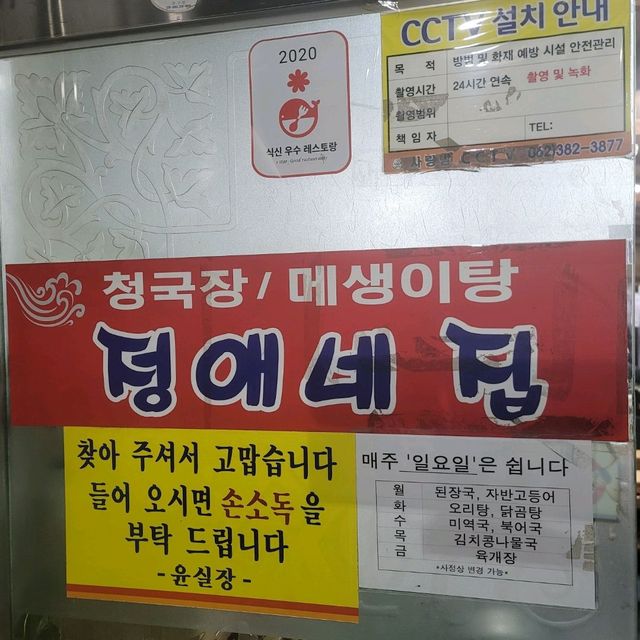 2020
식신 우수 레스토랑
CCTV 설치 안내
목 적 방범 및 화재 예방 시설 안전관리
촬영시간 24시간 연속 촬영 및 녹화
촬영범위
책 임 자 TEL:
사랑방 CCTV 062)382-3877
청국장 / 메생이탕
정애네 집
찾아 주셔서 고맙습니다
들어 오시면 손소독을
부탁 드립니다
- 윤실장 -
매주 '일요일'은 쉽니다
월 된장국, 자반고등어
화 오리탕, 닭곰탕
수 미역국, 북어국
목 김치콩나물국
금 육개장
*사정상 변경 가능*